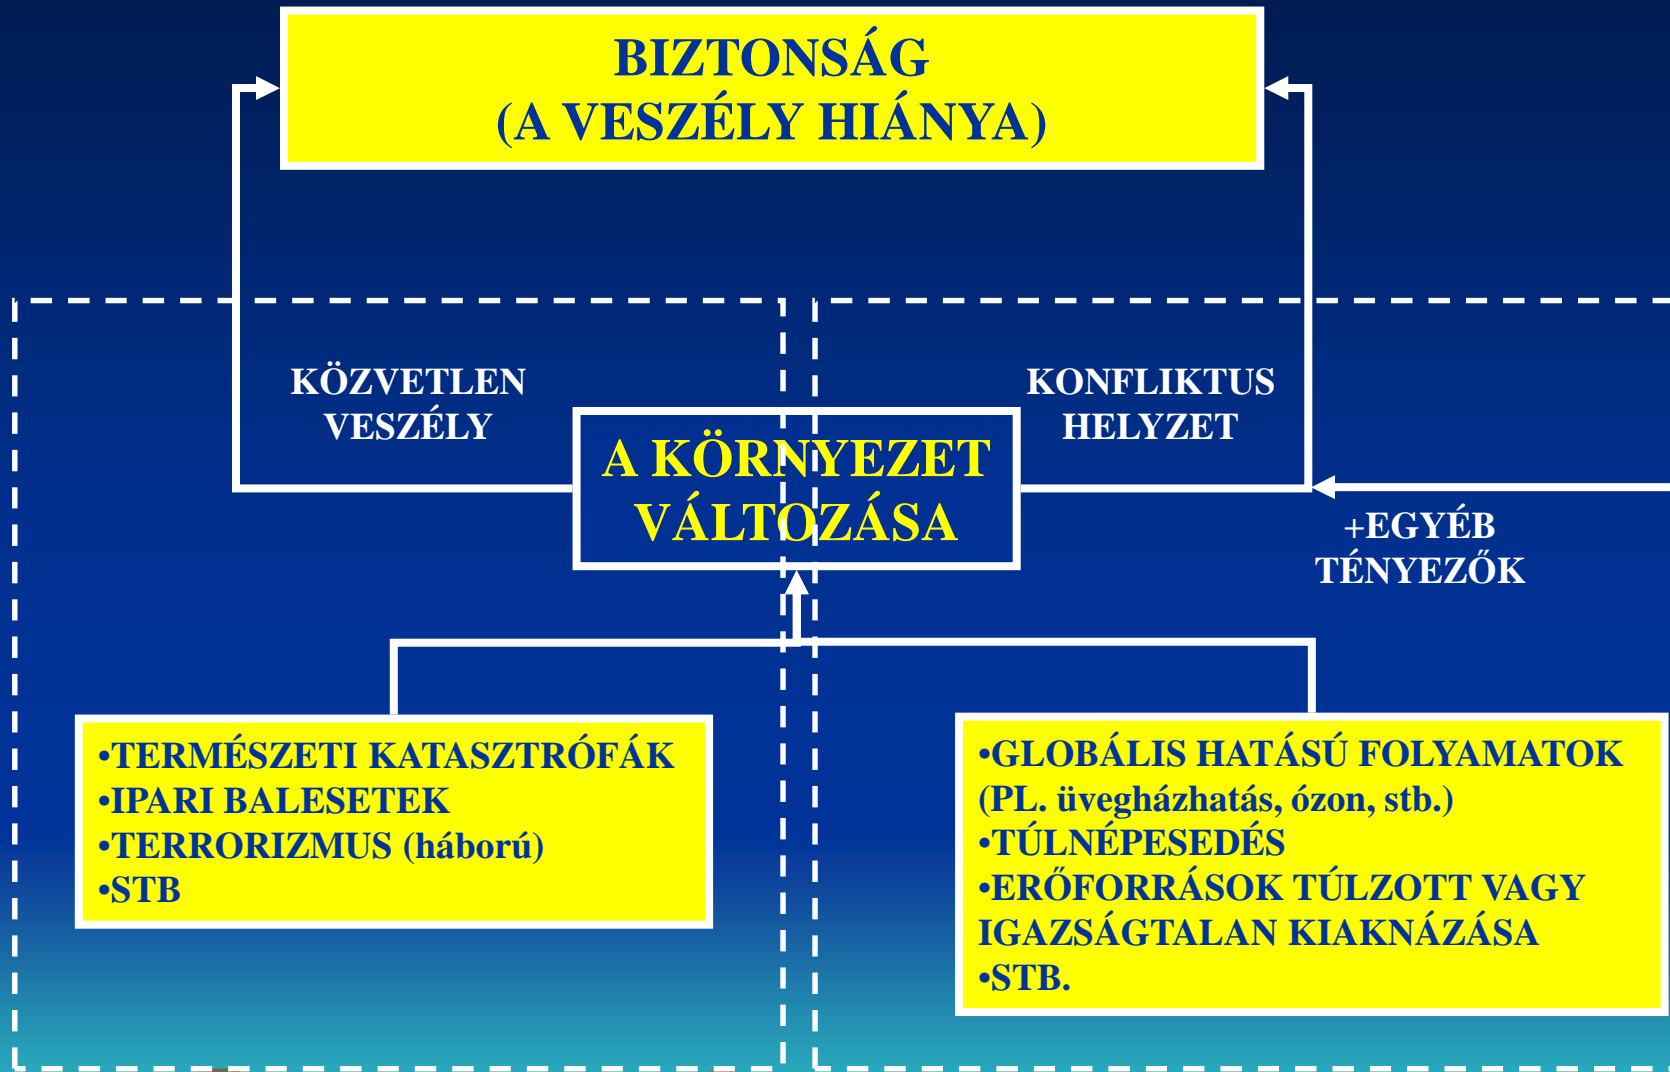 BIZTONSÁG
(A VESZÉLY HIÁNYA)
KÖZVETLEN
VESZÉLY
KONFLIKTUS
HELYZET
A KÖRNYEZET
VÁLTOZÁSA
+EGYÉB
TÉNYEZŐK
•TERMÉSZETI KATASZTRÓFÁK
•IPARI BALESETEK
•TERRORIZMUS (háború)
•STB
•GLOBÁLIS HATÁSÚ FOLYAMATOK
(PL. üvegházhatás, ózon, stb.)
•TÚLNÉPESEDÉS
•ERŐFORRÁSOK TÚLZOTT VAGY
IGAZSÁGTALAN KIAKNÁZÁSA
•STB.